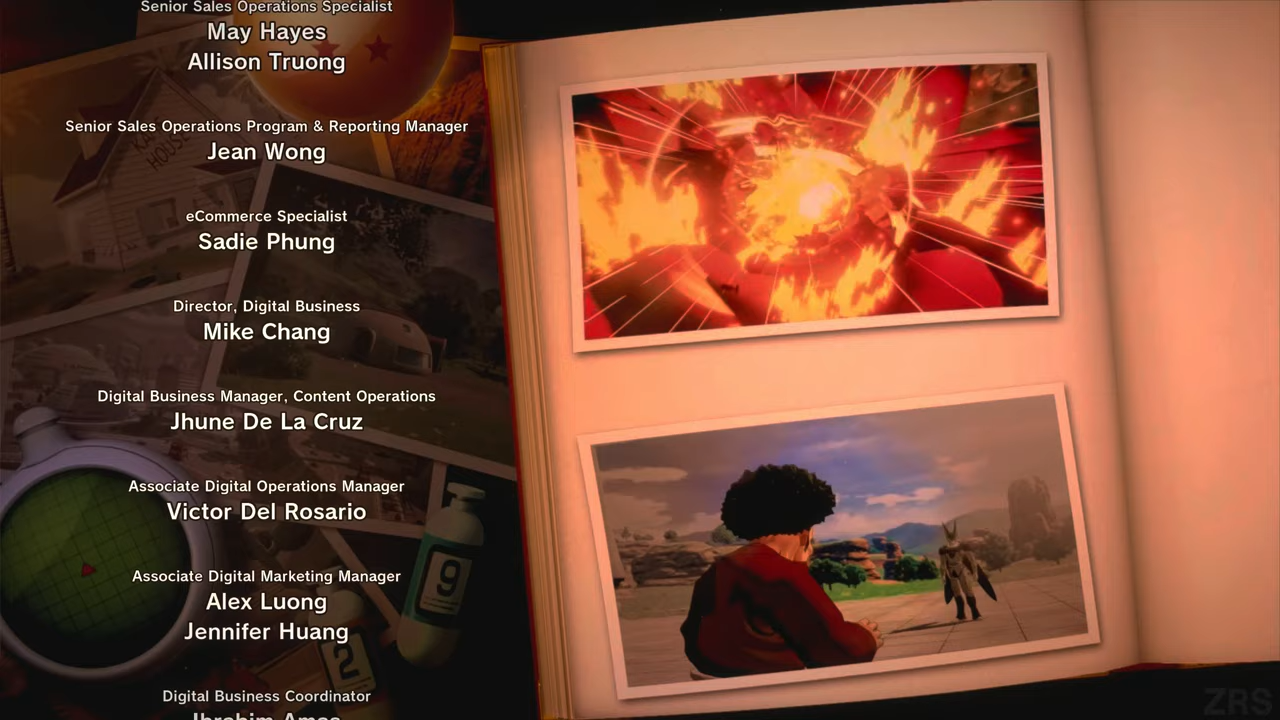 Senior Sales Operations Specialist
May Hayes
Allison Truong
Senior Sales Operations Program & Reporting Manager
Jean Wong
eCommerce Specialist
Sadie Phung
Director, Digital Business
Mike Chang
Digital Business Manager, Content Operations
Jhune De La Cruz
Associate Digital Operations Manager
Victor Del Rosario
Associate Digital Marketing Manager
Alex Luong
Jennifer Huang
Digital Business Coordinator
KAME
HOUSE
9
2
ZRS